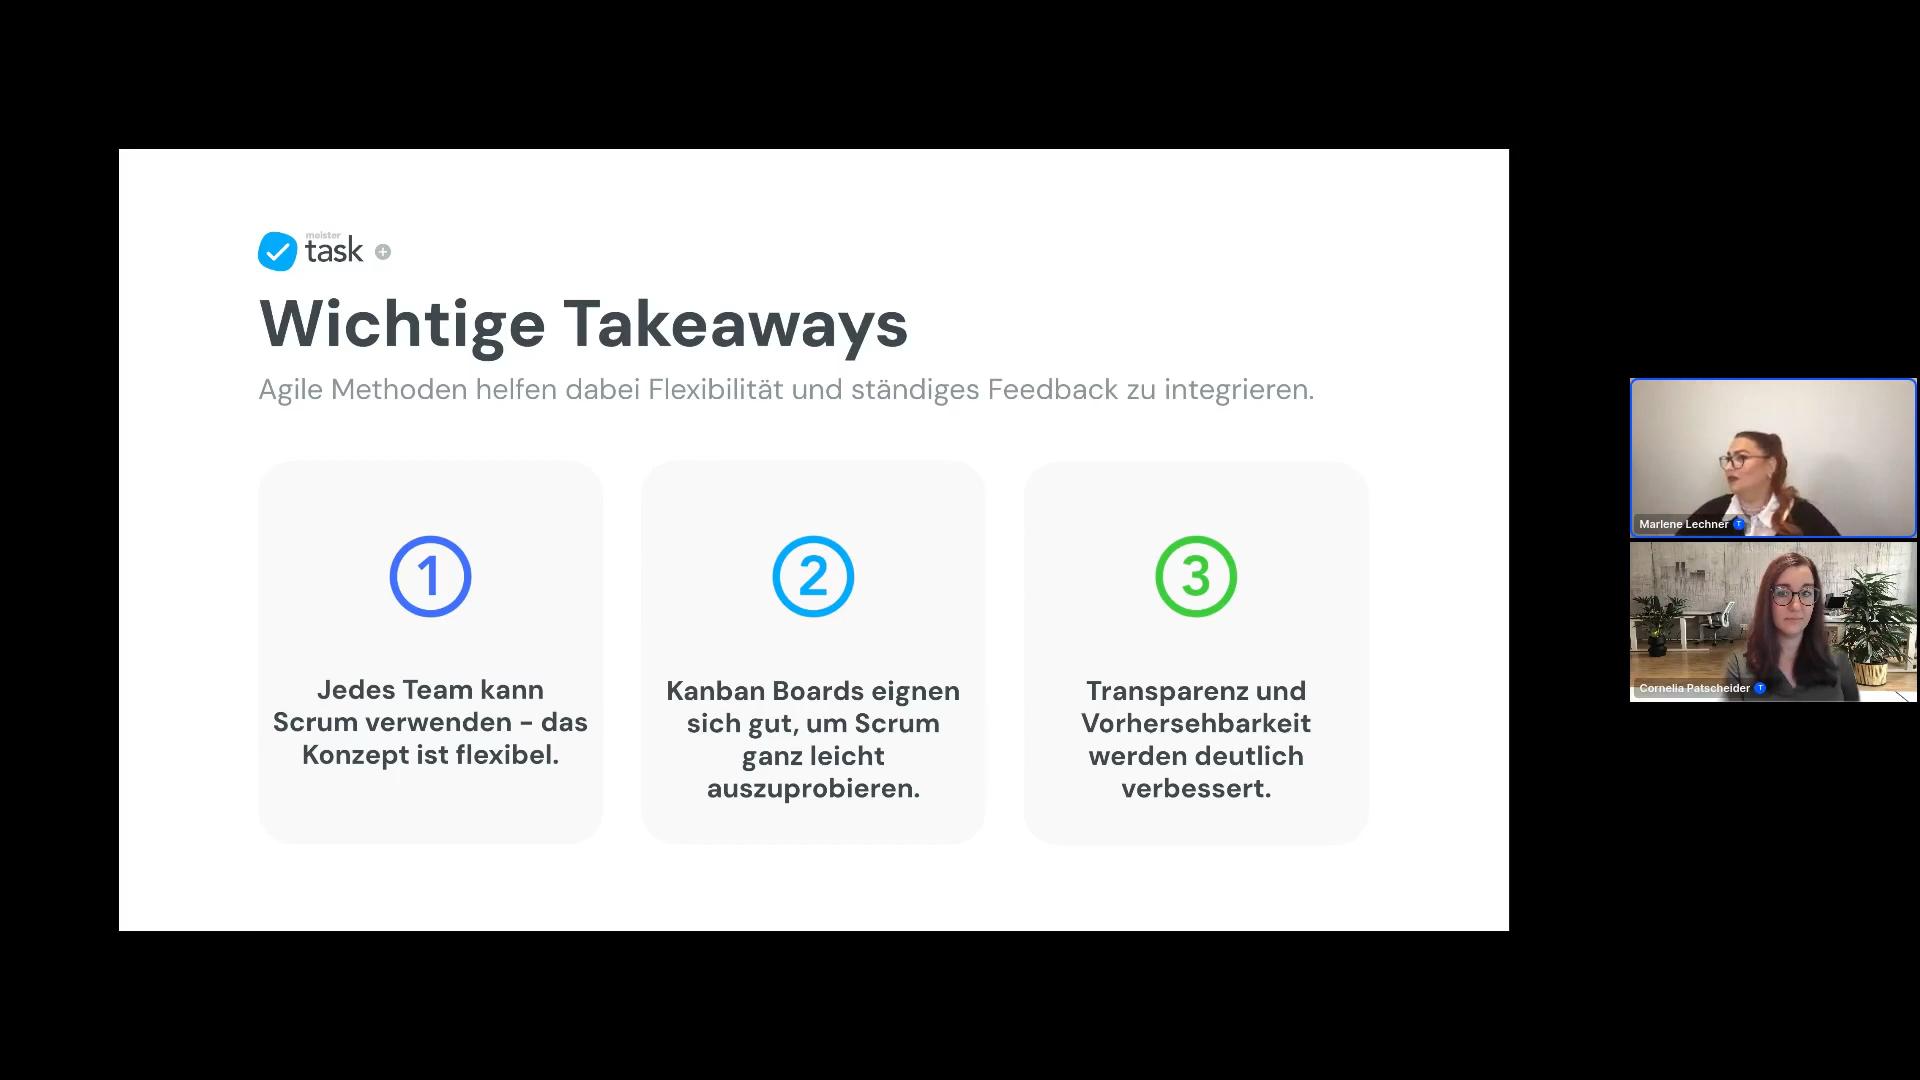 meister
task
Wichtige Takeaways
Agile Methoden helfen dabei Flexibilität und ständiges Feedback zu integrieren.
1
Jedes Team kann
Scrum verwenden - das
Konzept ist flexibel.
2
Kanban Boards eignen
sich gut, um Scrum
ganz leicht
auszuprobieren.
3
Transparenz und
Vorhersehbarkeit
werden deutlich
verbessert.
Marlene Lechner T
Cornelia Patscheider T